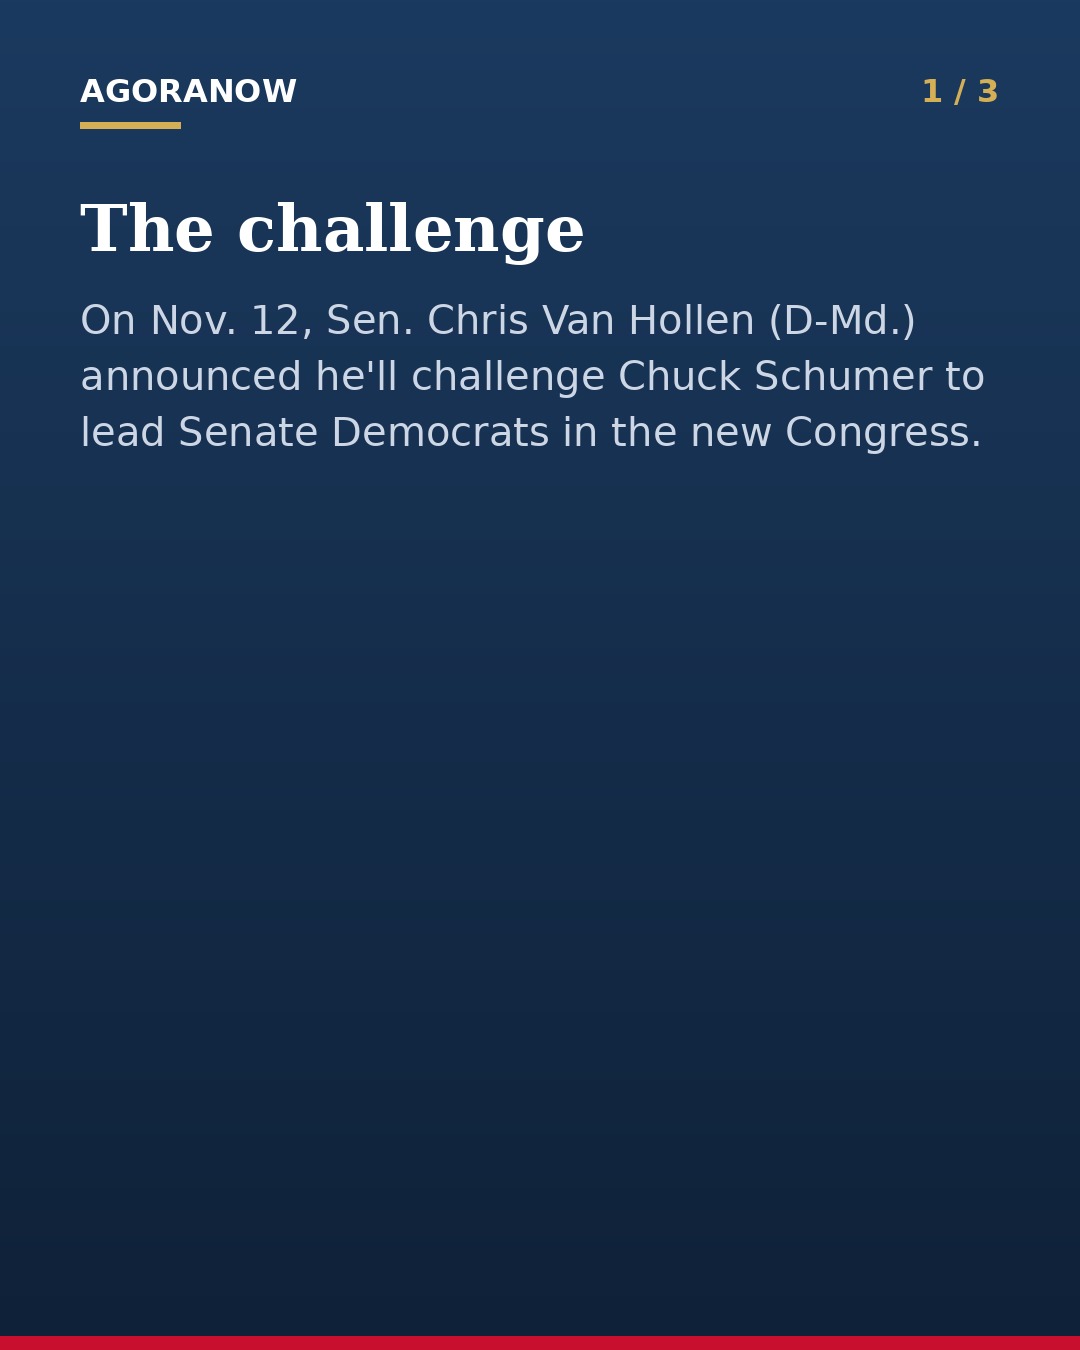 AGORANOW
1 / 3
The challenge
On Nov. 12, Sen. Chris Van Hollen (D-Md.)
announced he'll challenge Chuck Schumer to
lead Senate Democrats in the new Congress.